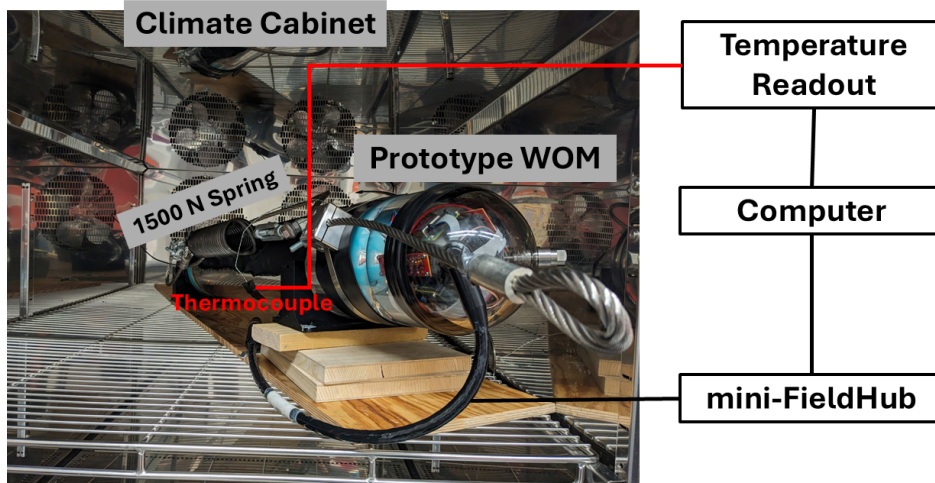 Climate Cabinet
Temperature
Readout
Prototype WOM
1500 N Spring
Computer
Thermocouple
mini-FieldHub